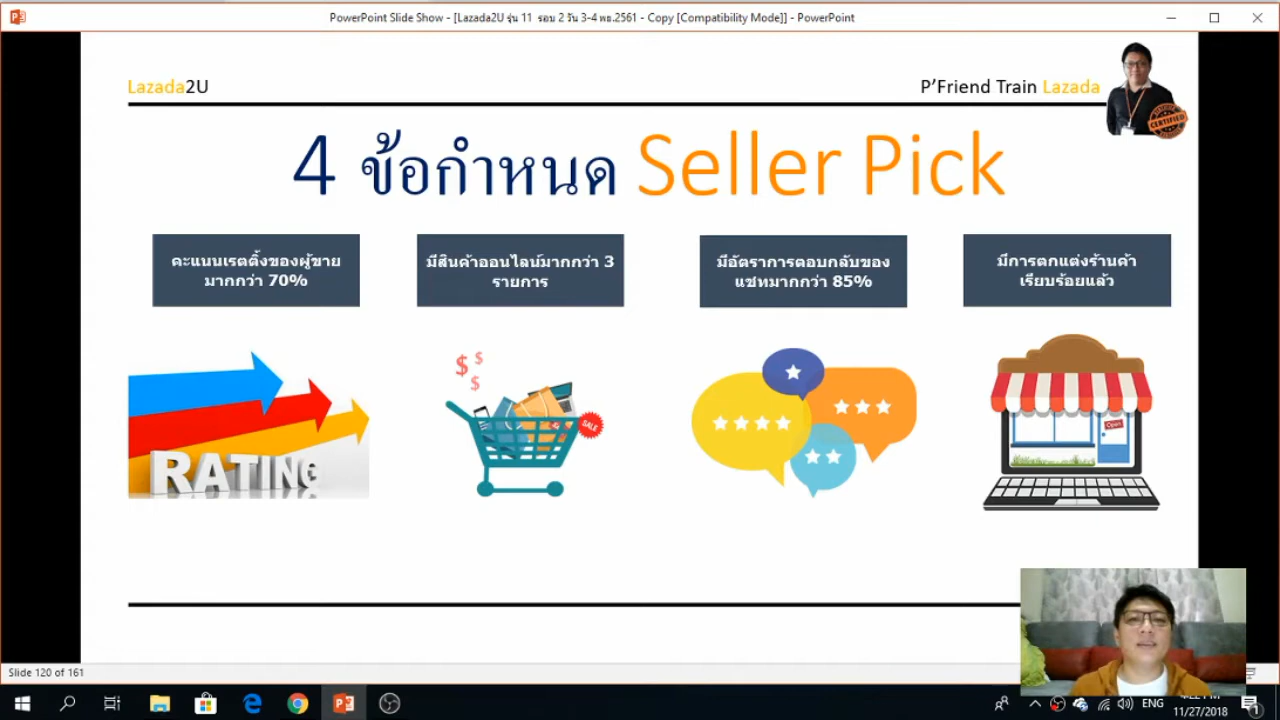 PowerPoint Slide Show - [Lazada2U รุ่น 11 รอบ 2 วัน 3-4 พย.2561 - Copy [Compatibility Mode]] - PowerPoint
Lazada2U
P'Friend Train Lazada
CERTIFIED
4 ข้อกำหนด Seller Pick
คะแนนเรตติ้งของผู้ขาย
มากกว่า 70%
มีสินค้าออนไลน์มากกว่า 3
รายการ
มีอัตราการตอบกลับของ
แชทมากกว่า 85%
มีการตกแต่งร้านค้า
เรียบร้อยแล้ว
RATING
$ $
$
SALE
Open
Slide 120 of 161
ENG
11/27/2018
1